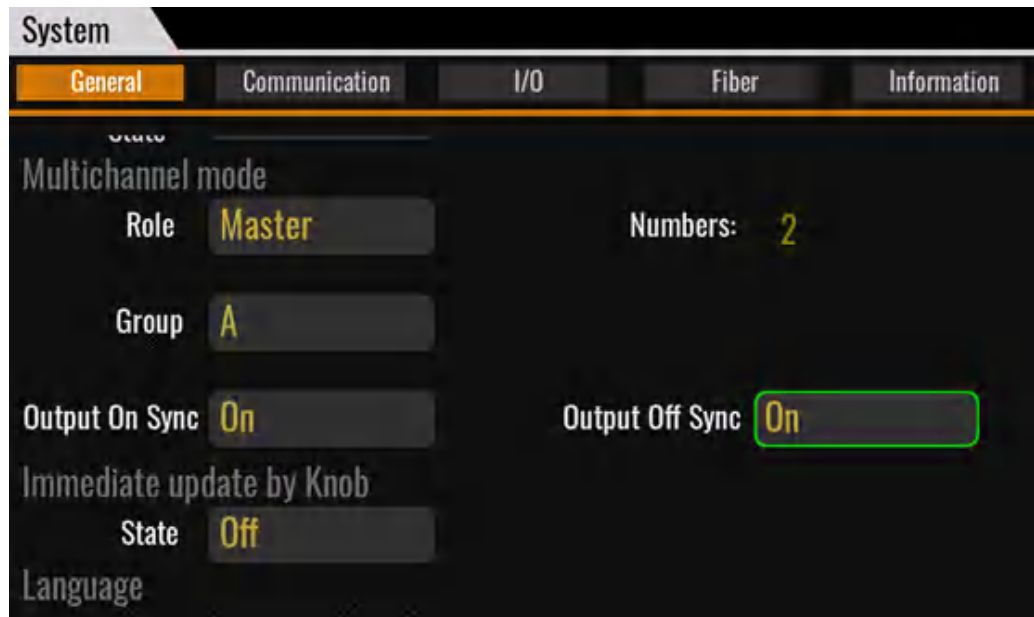 System
General Communication I/O Fiber Information
State
Multichannel mode
Role Master Numbers: 2
Group A
Output On Sync On Output Off Sync On
Immediate update by Knob
State Off
Language